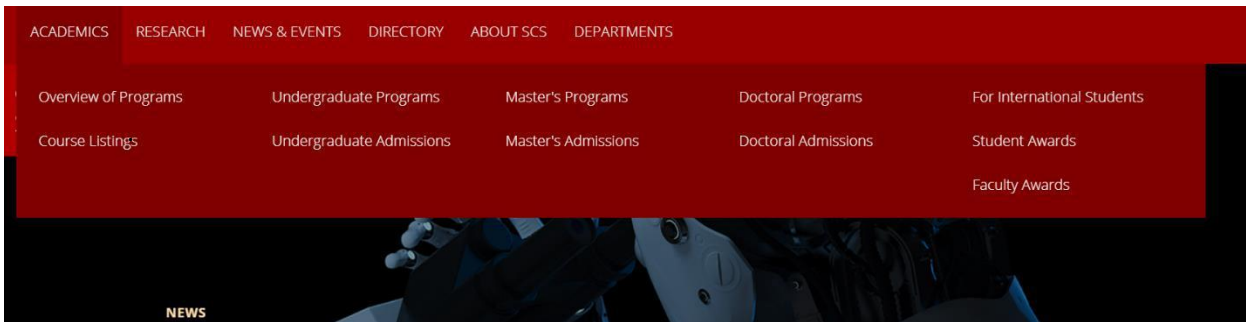 ACADEMICS RESEARCH NEWS & EVENTS DIRECTORY ABOUT SCS DEPARTMENTS
Overview of Programs Undergraduate Programs Master's Programs Doctoral Programs For International Students
Course Listings Undergraduate Admissions Master's Admissions Doctoral Admissions Student Awards
Faculty Awards
NEWS